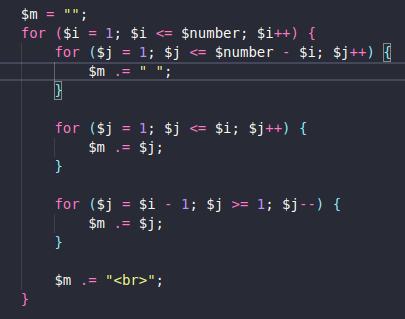 $m = "";
for ($i = 1; $i <= $number; $i++) {
    for ($j = 1; $j <= $number - $i; $j++) {
        $m .= " ";
    }

    for ($j = 1; $j <= $i; $j++) {
        $m .= $j;
    }

    for ($j = $i - 1; $j >= 1; $j--) {
        $m .= $j;
    }

    $m .= "<br>";
}